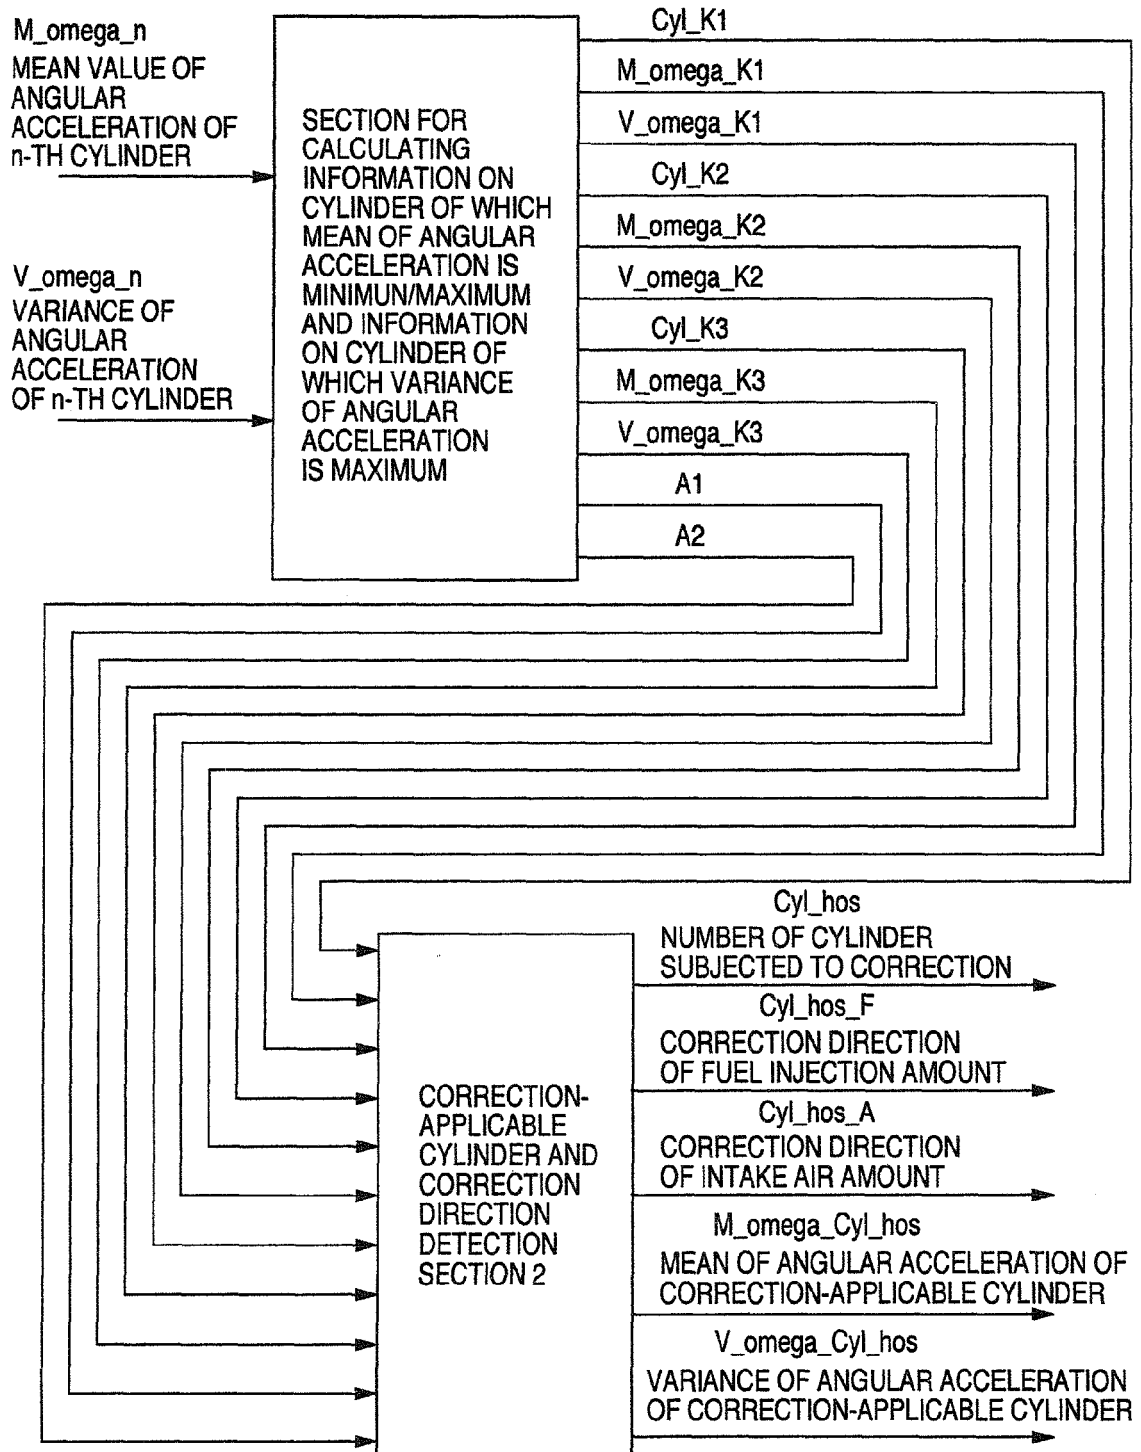 M_omega_n
MEAN VALUE OF
ANGULAR
ACCELERATION OF
n-TH CYLINDER
V_omega_n
VARIANCE OF
ANGULAR
ACCELERATION
OF n-TH CYLINDER
SECTION FOR
CALCULATING
INFORMATION ON
CYLINDER OF WHICH
MEAN OF ANGULAR
ACCELERATION IS
MINIMUN/MAXIMUM
AND INFORMATION
ON CYLINDER OF
WHICH VARIANCE
OF ANGULAR
ACCELERATION
IS MAXIMUM
Cyl_K1
M_omega_K1
V_omega_K1
Cyl_K2
M_omega_K2
V_omega_K2
Cyl_K3
M_omega_K3
V_omega_K3
A1
A2
CORRECTION-
APPLICABLE
CYLINDER AND
CORRECTION
DIRECTION
DETECTION
SECTION 2
Cyl_hos
NUMBER OF CYLINDER
SUBJECTED TO CORRECTION
Cyl_hos_F
CORRECTION DIRECTION
OF FUEL INJECTION AMOUNT
Cyl_hos_A
CORRECTION DIRECTION
OF INTAKE AIR AMOUNT
M_omega_Cyl_hos
MEAN OF ANGULAR ACCELERATION OF
CORRECTION-APPLICABLE CYLINDER
V_omega_Cyl_hos
VARIANCE OF ANGULAR ACCELERATION
OF CORRECTION-APPLICABLE CYLINDER